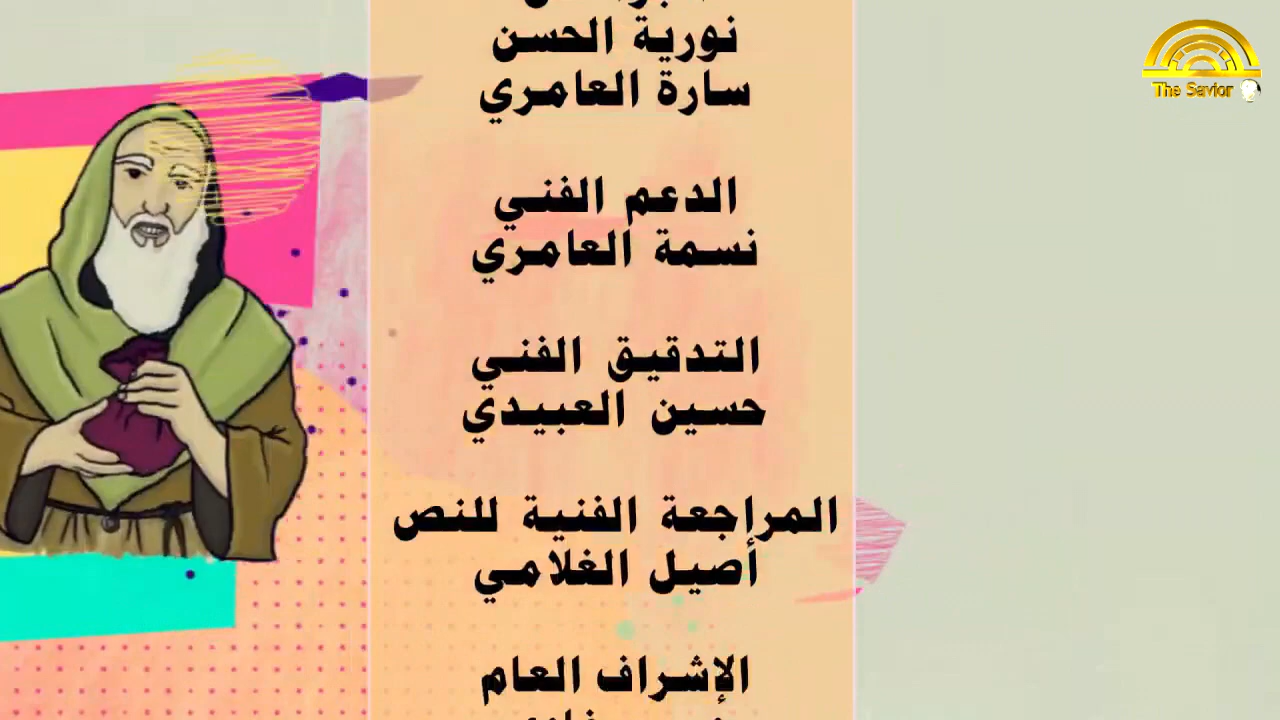 نورية الحسن
سارة العامري
الدعم الفني
نسمة العامري
التدقيق الفني
حسين العبيدي
المراجعة الفنية للنص
أصيل الغلامي
الإشراف العام
The Savior